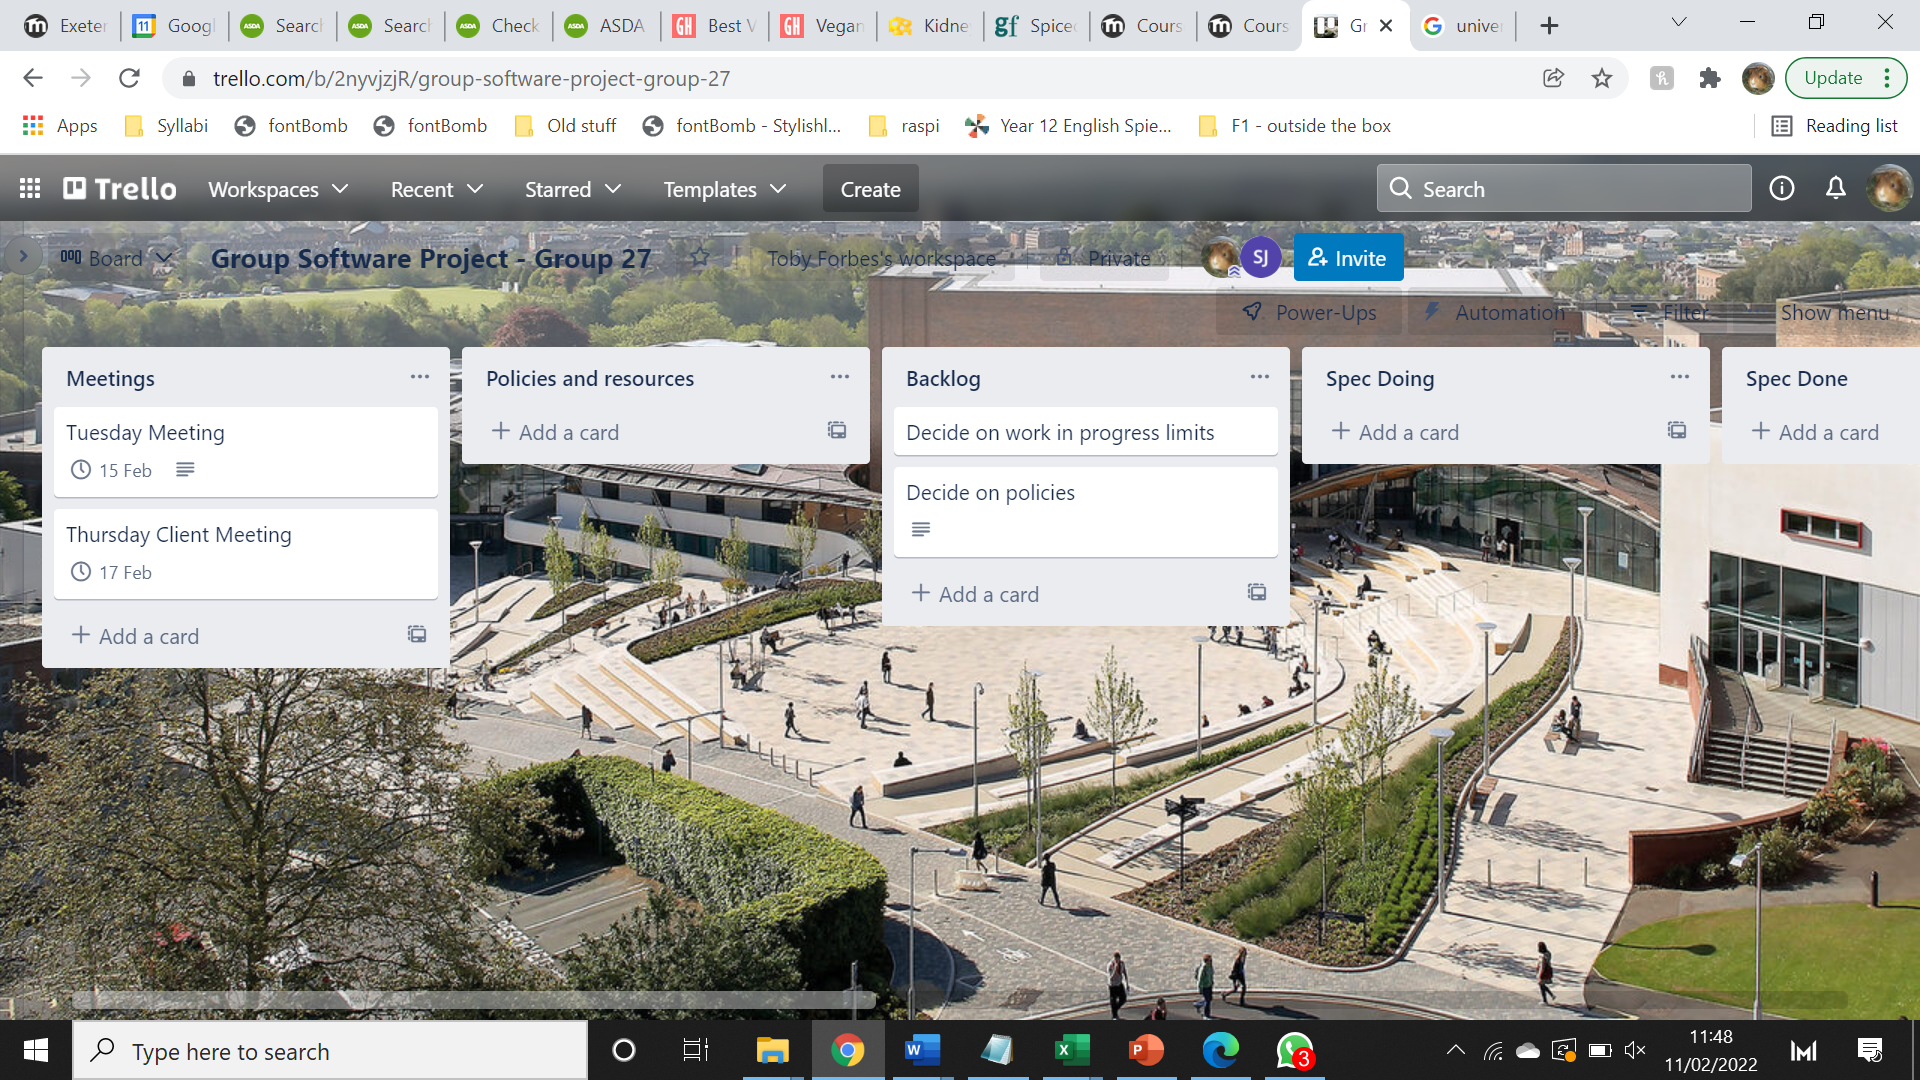 Exeter
Googl
Search
Search
Check
ASDA
Best V
Vegan
Kidne
Spiced
Cours
Cours
Gr
univer
trello.com/b/2nyvjzjR/group-software-project-group-27
Update
Apps
Syllabi
fontBomb
fontBomb
Old stuff
fontBomb - Stylishl...
raspi
Year 12 English Spie...
F1 - outside the box
Reading list
Trello
Workspaces
Recent
Starred
Templates
Create
Search
Board
Group Software Project - Group 27
Toby Forbes's workspace
Private
SJ
Invite
Power-Ups
Automation
Filter
Show menu
Meetings
Tuesday Meeting
15 Feb
Thursday Client Meeting
17 Feb
+ Add a card
Policies and resources
+ Add a card
Backlog
Decide on work in progress limits
Decide on policies
+ Add a card
Spec Doing
+ Add a card
Spec Done
+ Add a card
Type here to search
3
11:48
11/02/2022